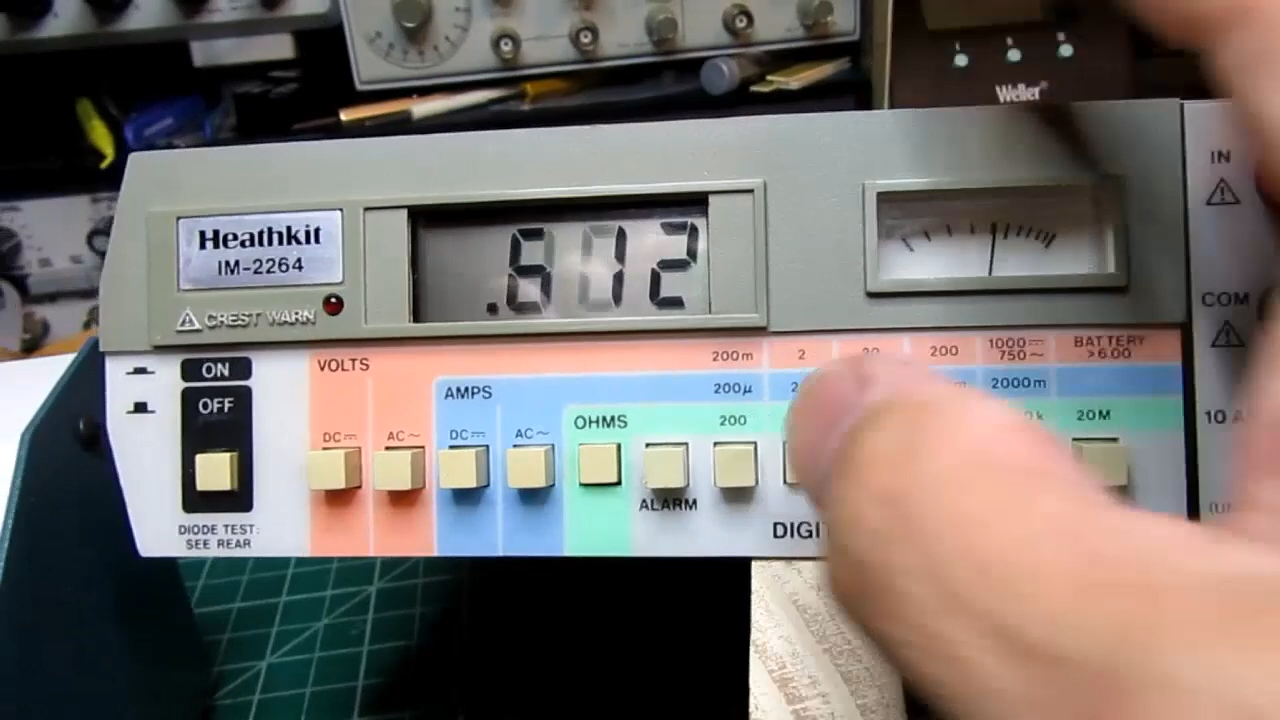 Weller®
IN
Heathkit
IM-2264
.612
CREST WARN
COM
VOLTS
200m
2
200
1000
750
BATTERY
>6.00
ON
OFF
AMPS
200μ
2000m
DC
AC
DC
AC
OHMS
200
20M
10 A
ALARM
DIODE TEST:
SEE REAR